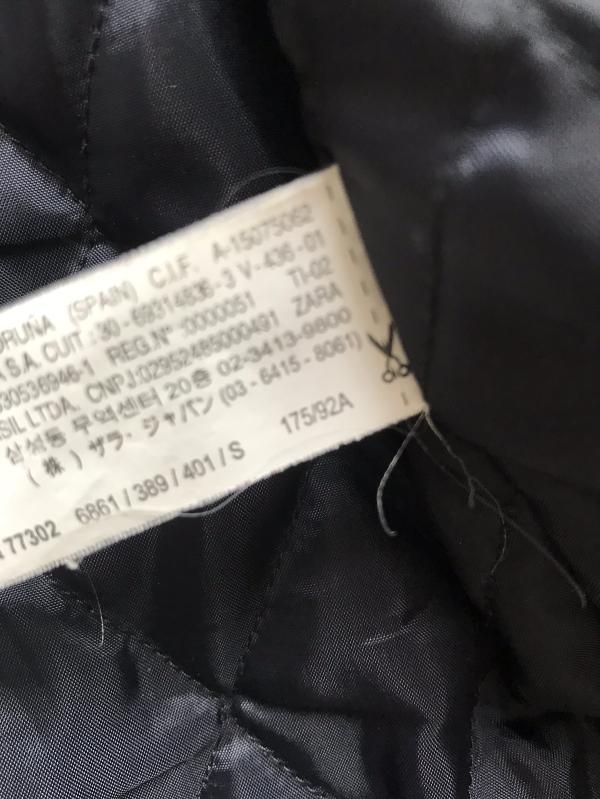 ORUÑA (SPAIN) C.I.F. A-15075062
A.S.A. CUIT : 30-69314836-3 V-436-01
530536946-1 REG.Nº :0000051 TI-02
SIL LTDA. CNPJ:02952485000491 ZARA
삼성동 무역센터 20층 02-3413-9800
(株) ザラ・ジャパン (03-6415-8061)
77302 6861/389/401/S 175/92A